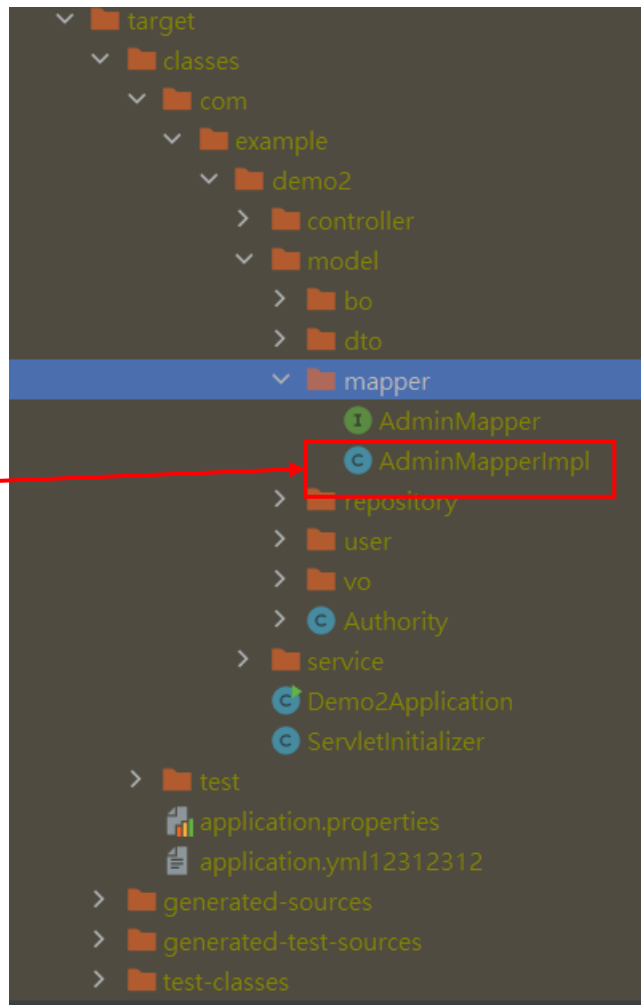 target
classes
com
example
demo2
controller
model
bo
dto
mapper
AdminMapper
AdminMapperImpl
repository
user
vo
Authority
service
Demo2Application
ServletInitializer
test
application.properties
application.yml12312312
generated-sources
generated-test-sources
test-classes